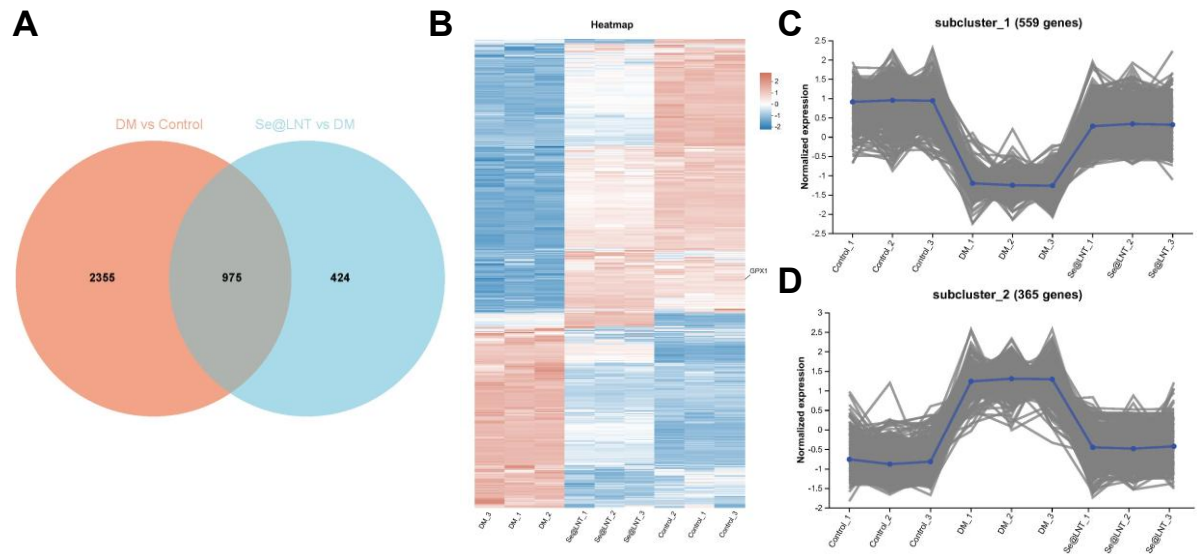 A
DM vs Control
Se@LNT vs DM
2355
975
424
B
Heatmap
2
1
0
-1
-2
GPX1
DM_3
DM_1
DM_2
Se@LNT_1
Se@LNT_2
Se@LNT_3
Control_2
Control_1
Control_3
C
subcluster_1 (559 genes)
Normalized expression
2.5
2
1.5
1
0.5
0
-0.5
-1
-1.5
-2
-2.5
Control_1
Control_2
Control_3
DM_1
DM_2
DM_3
Se@LNT_1
Se@LNT_2
Se@LNT_3
D
subcluster_2 (365 genes)
Normalized expression
3
2.5
2
1.5
1
0.5
0
-0.5
-1
-1.5
-2
Control_1
Control_2
Control_3
DM_1
DM_2
DM_3
Se@LNT_1
Se@LNT_2
Se@LNT_3